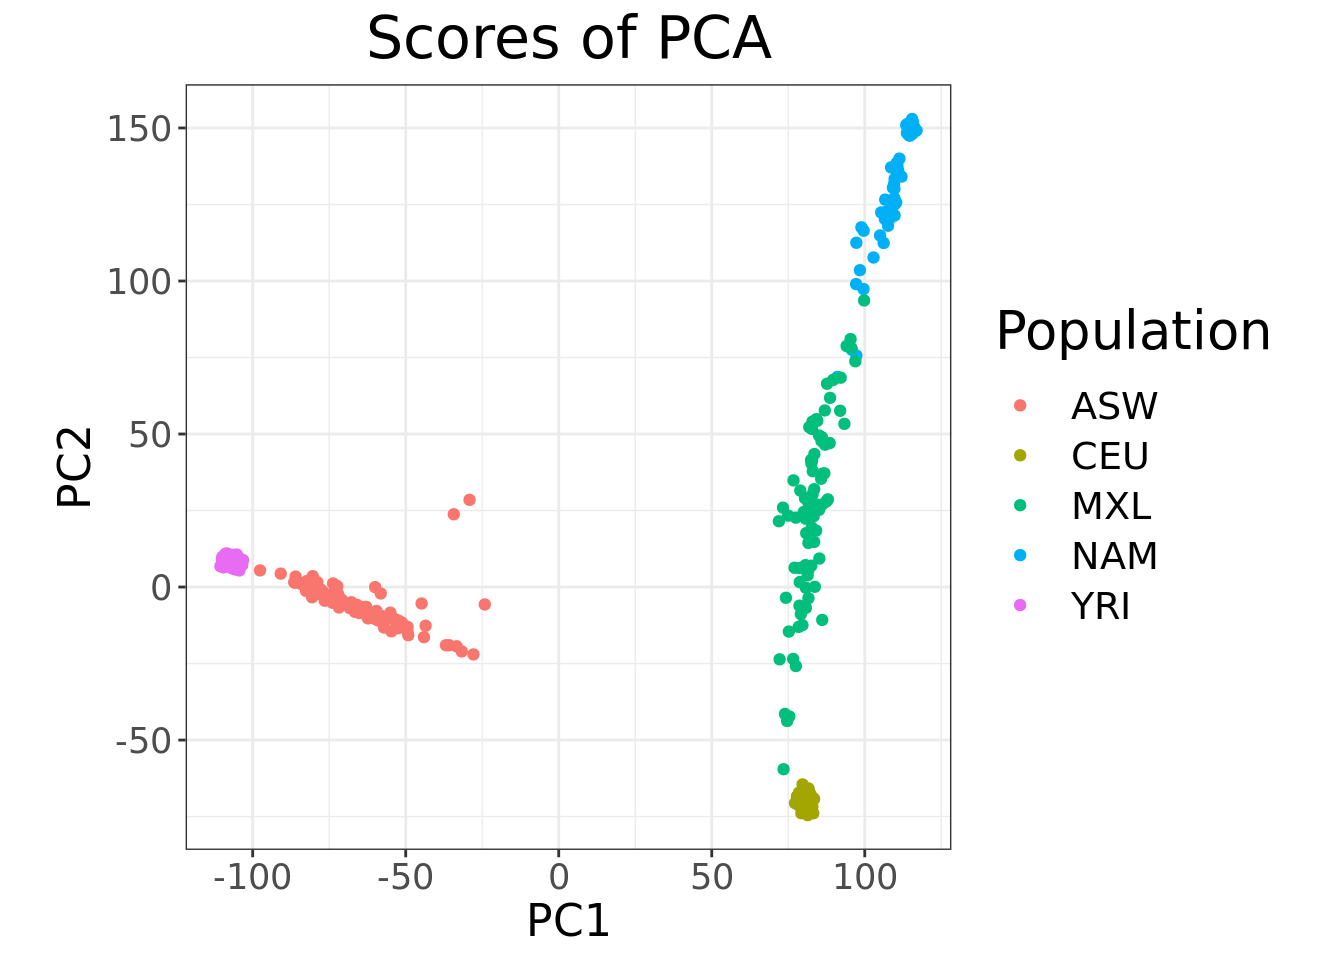 Scores of PCA
150
100
50
0
-50
PC2
-100 -50 0 50 100
PC1
Population
ASW
CEU
MXL
NAM
YRI